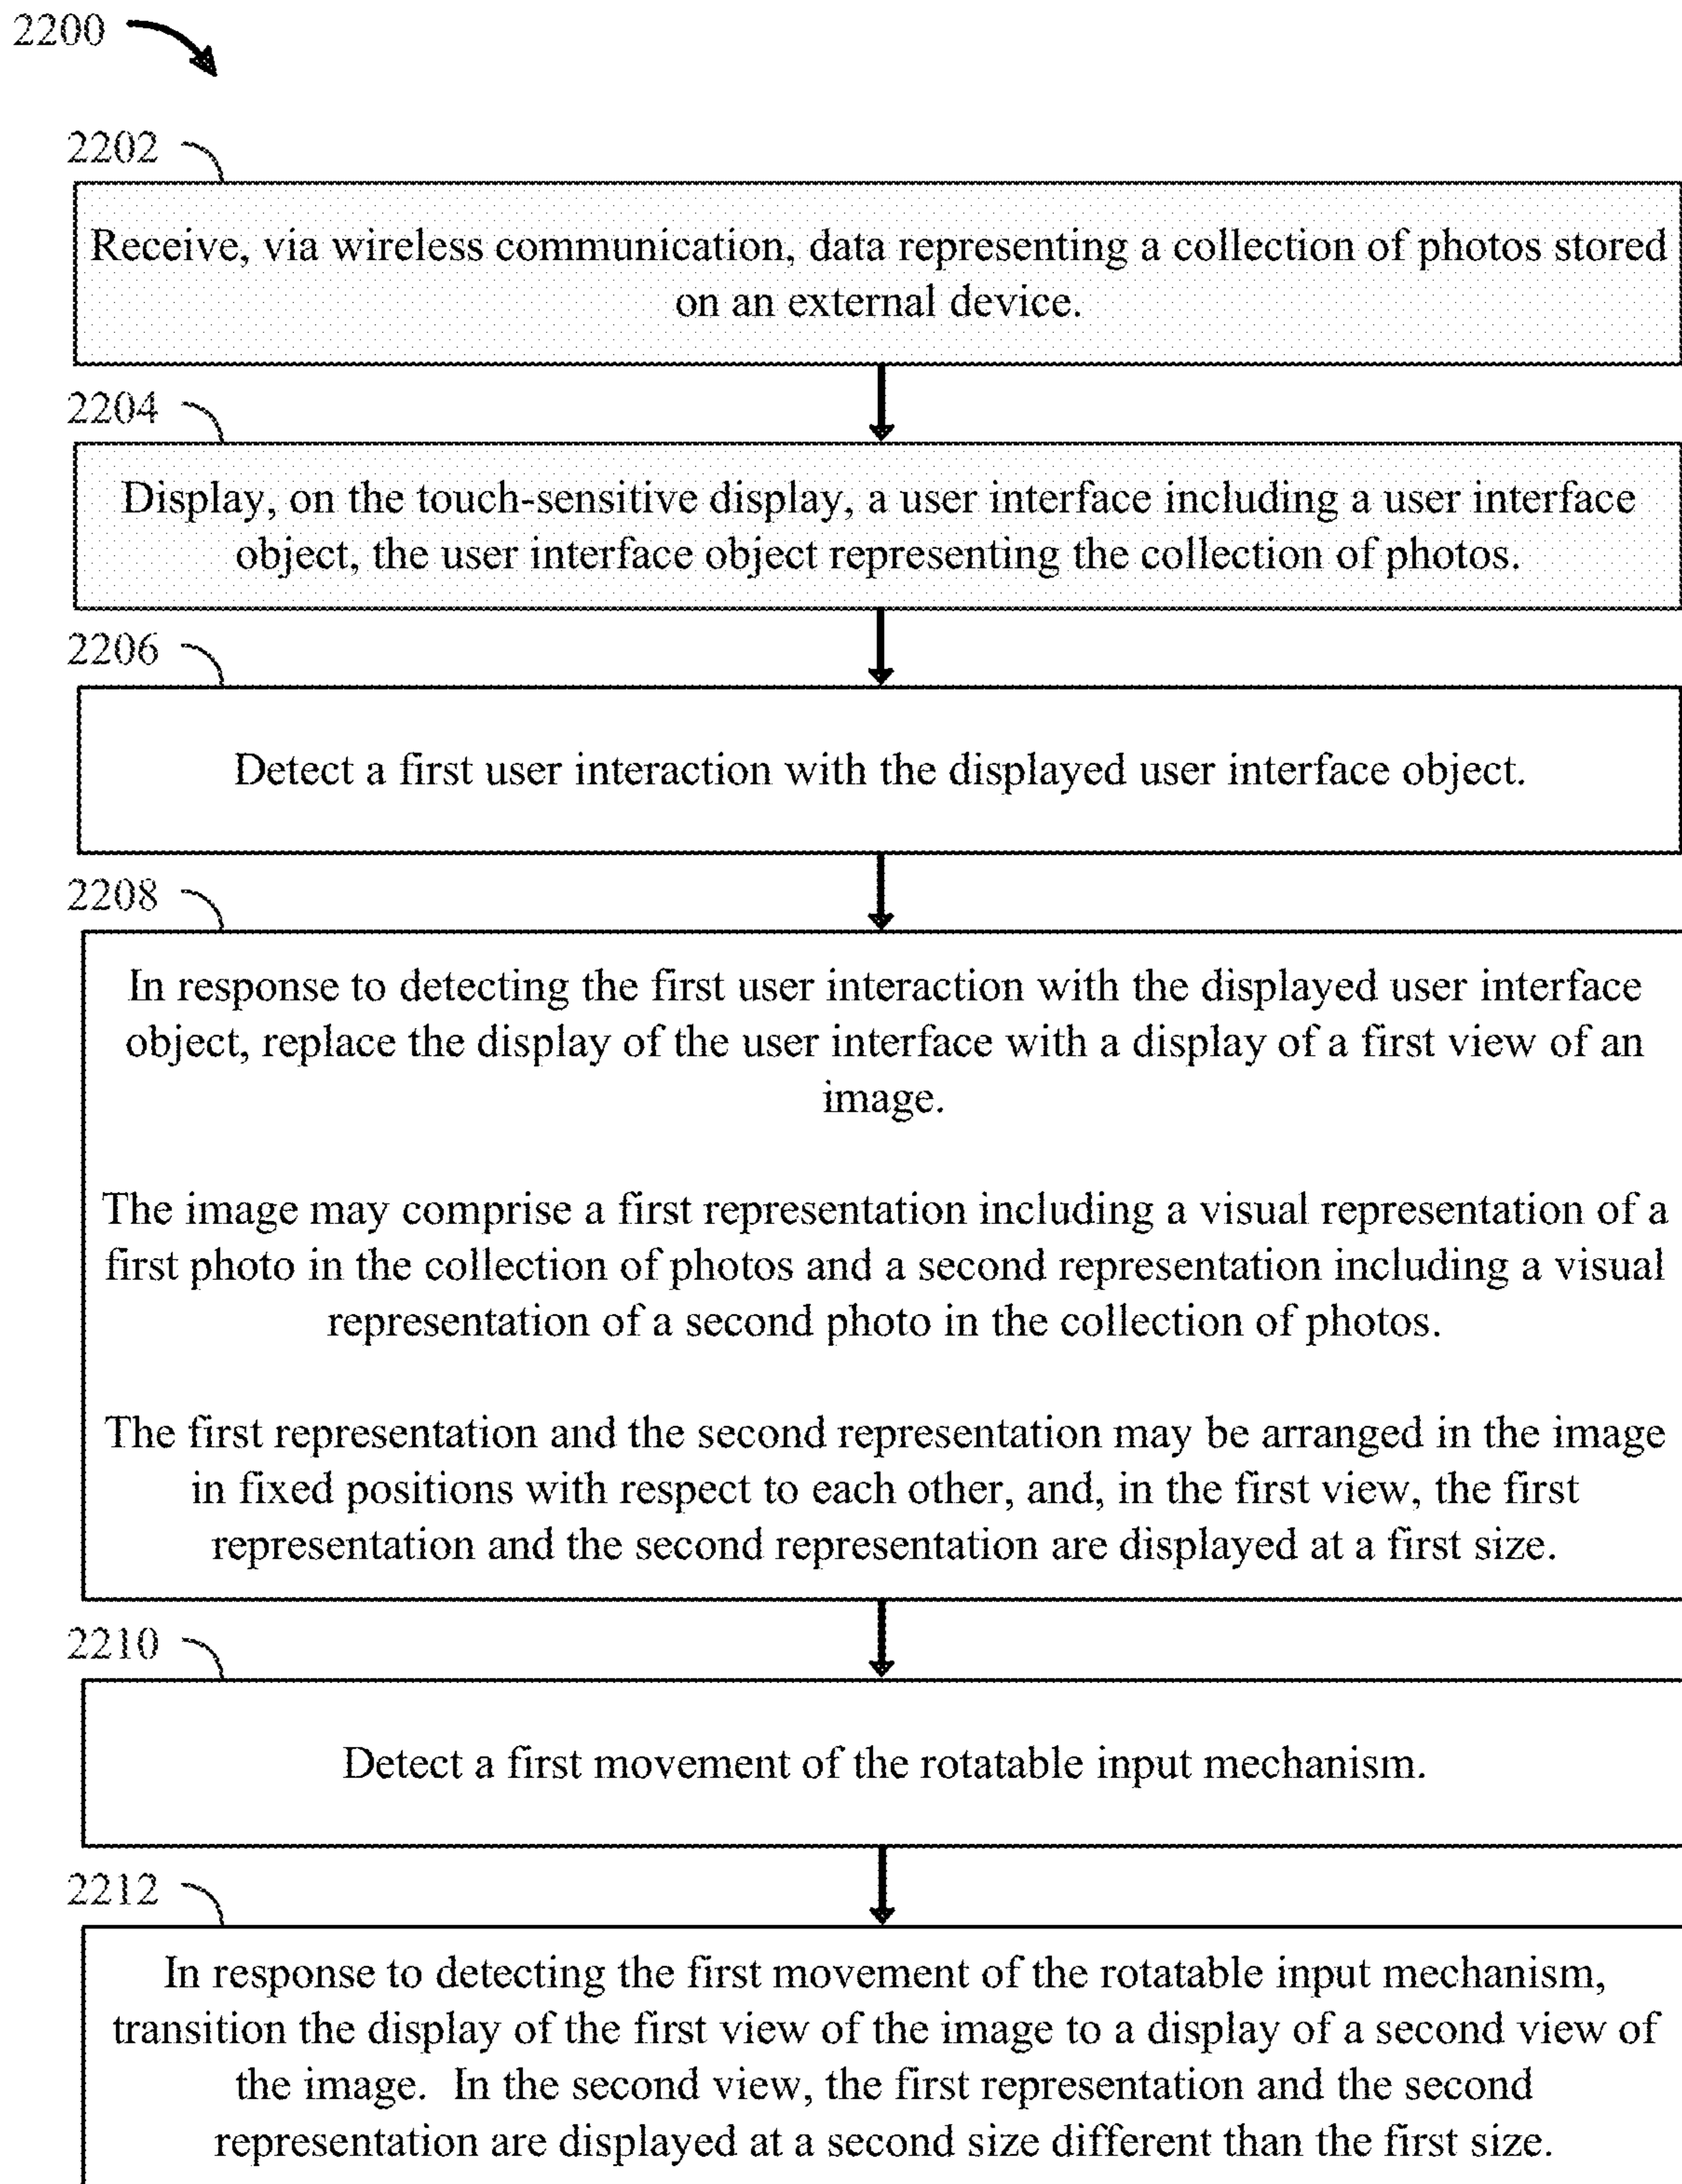 2200
2202
Receive, via wireless communication, data representing a collection of photos stored
on an external device.
2204
Display, on the touch-sensitive display, a user interface including a user interface
object, the user interface object representing the collection of photos.
2206
Detect a first user interaction with the displayed user interface object.
2208
In response to detecting the first user interaction with the displayed user interface
object, replace the display of the user interface with a display of a first view of an
image.
The image may comprise a first representation including a visual representation of a
first photo in the collection of photos and a second representation including a visual
representation of a second photo in the collection of photos.
The first representation and the second representation may be arranged in the image
in fixed positions with respect to each other, and, in the first view, the first
representation and the second representation are displayed at a first size.
2210
Detect a first movement of the rotatable input mechanism.
2212
In response to detecting the first movement of the rotatable input mechanism,
transition the display of the first view of the image to a display of a second view of
the image.  In the second view, the first representation and the second
representation are displayed at a second size different than the first size.